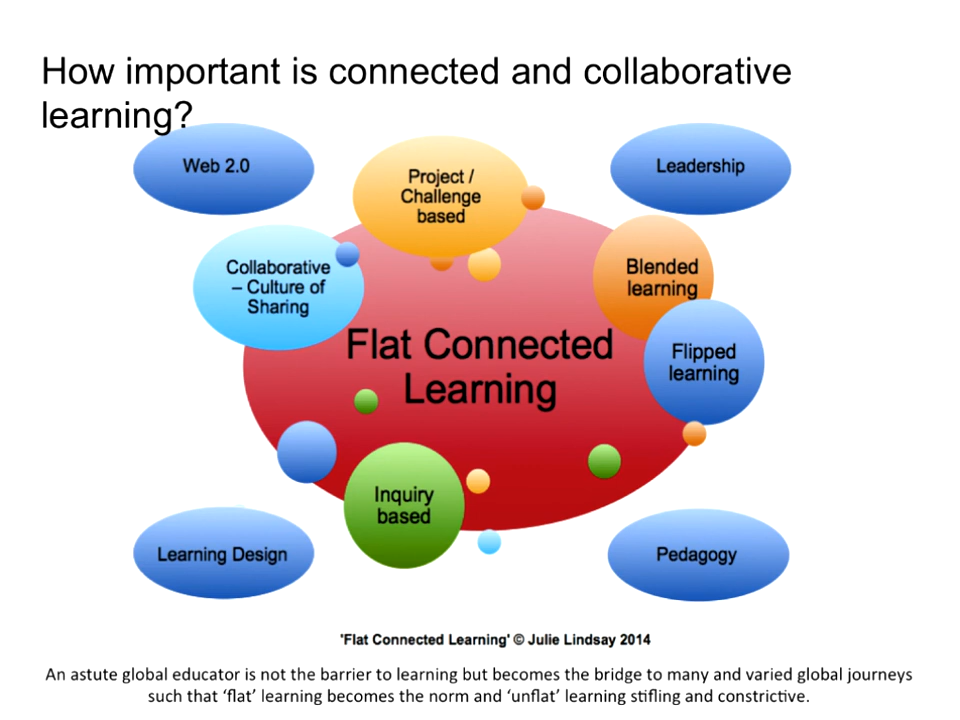 How important is connected and collaborative
learning?
Web 2.0
Project /
Challenge
based
Leadership
Collaborative
– Culture of
Sharing
Blended
learning
Flat Connected
Learning
Flipped
learning
Inquiry
based
Learning Design
Pedagogy
'Flat Connected Learning' © Julie Lindsay 2014
An astute global educator is not the barrier to learning but becomes the bridge to many and varied global journeys
such that ‘flat’ learning becomes the norm and ‘unflat’ learning stifling and constrictive.